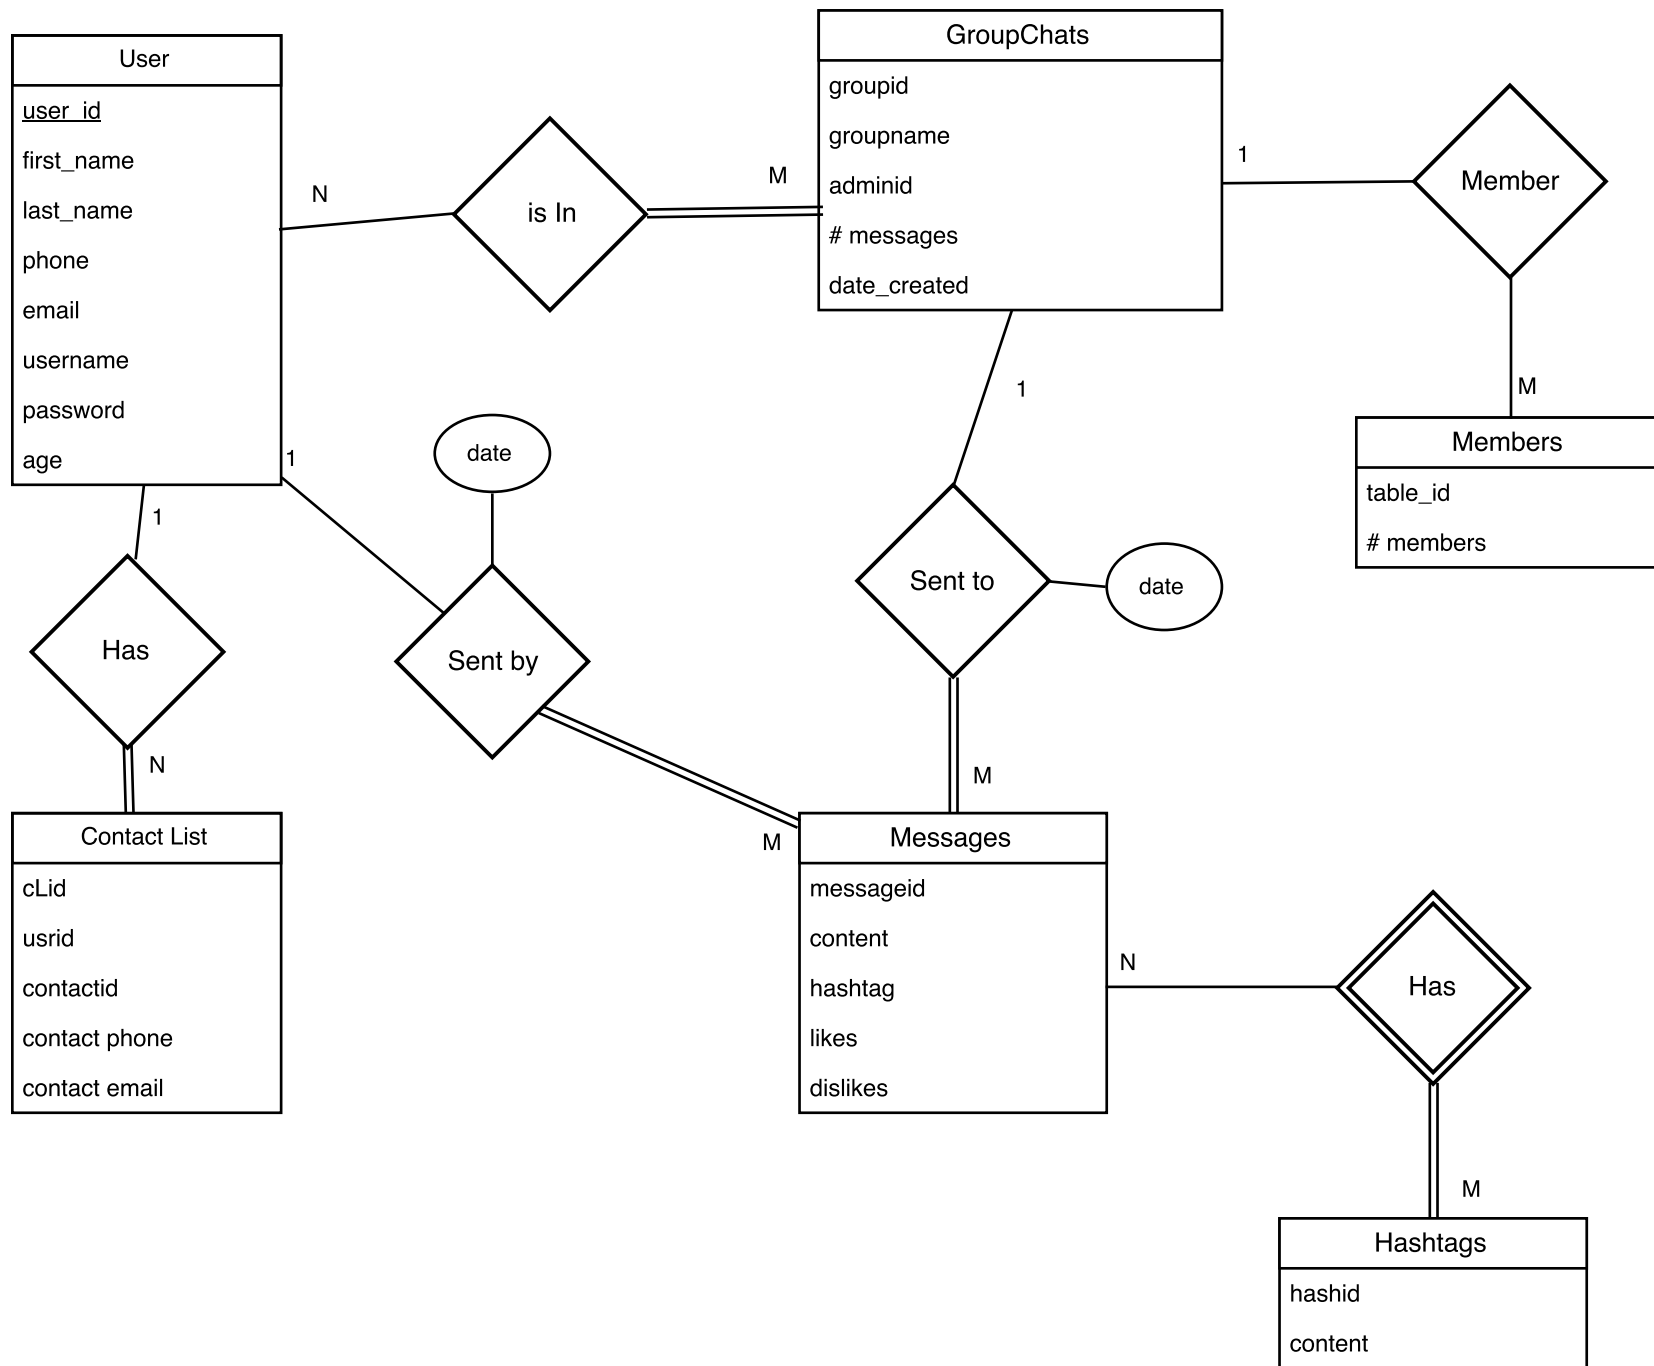 User
user_id
first_name
last_name
phone
email
username
password
age
N
is In
M
GroupChats
groupid
groupname
adminid
# messages
date_created
1
Member
M
Members
table_id
# members
1
Sent to
date
M
1
date
Sent by
M
1
Has
N
Contact List
cLid
usrid
contactid
contact phone
contact email
Messages
messageid
content
hashtag
likes
dislikes
N
Has
M
Hashtags
hashid
content